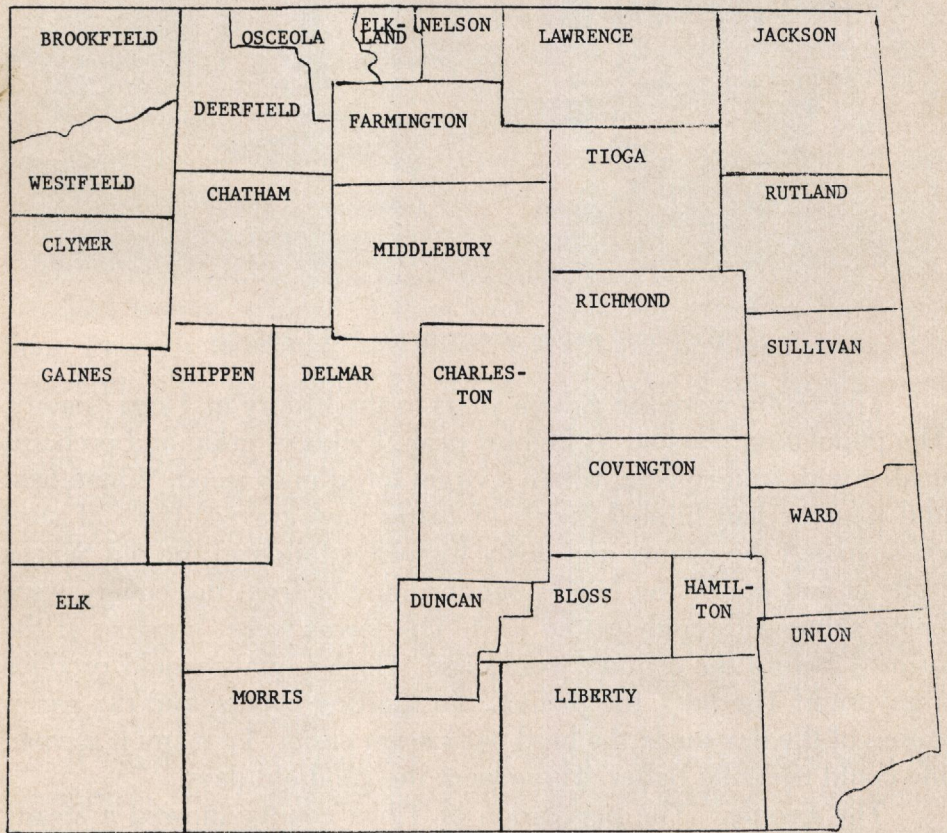 BROOKFIELD
OSCEOLA
ELK-
LAND
NELSON
LAWRENCE
JACKSON
DEERFIELD
FARMINGTON
TIOGA
WESTFIELD
CHATHAM
RUTLAND
CLYMER
MIDDLEBURY
RICHMOND
SULLIVAN
GAINES
SHIPPEN
DELMAR
CHARLES-
TON
COVINGTON
WARD
ELK
DUNCAN
BLOSS
HAMIL-
TON
UNION
MORRIS
LIBERTY